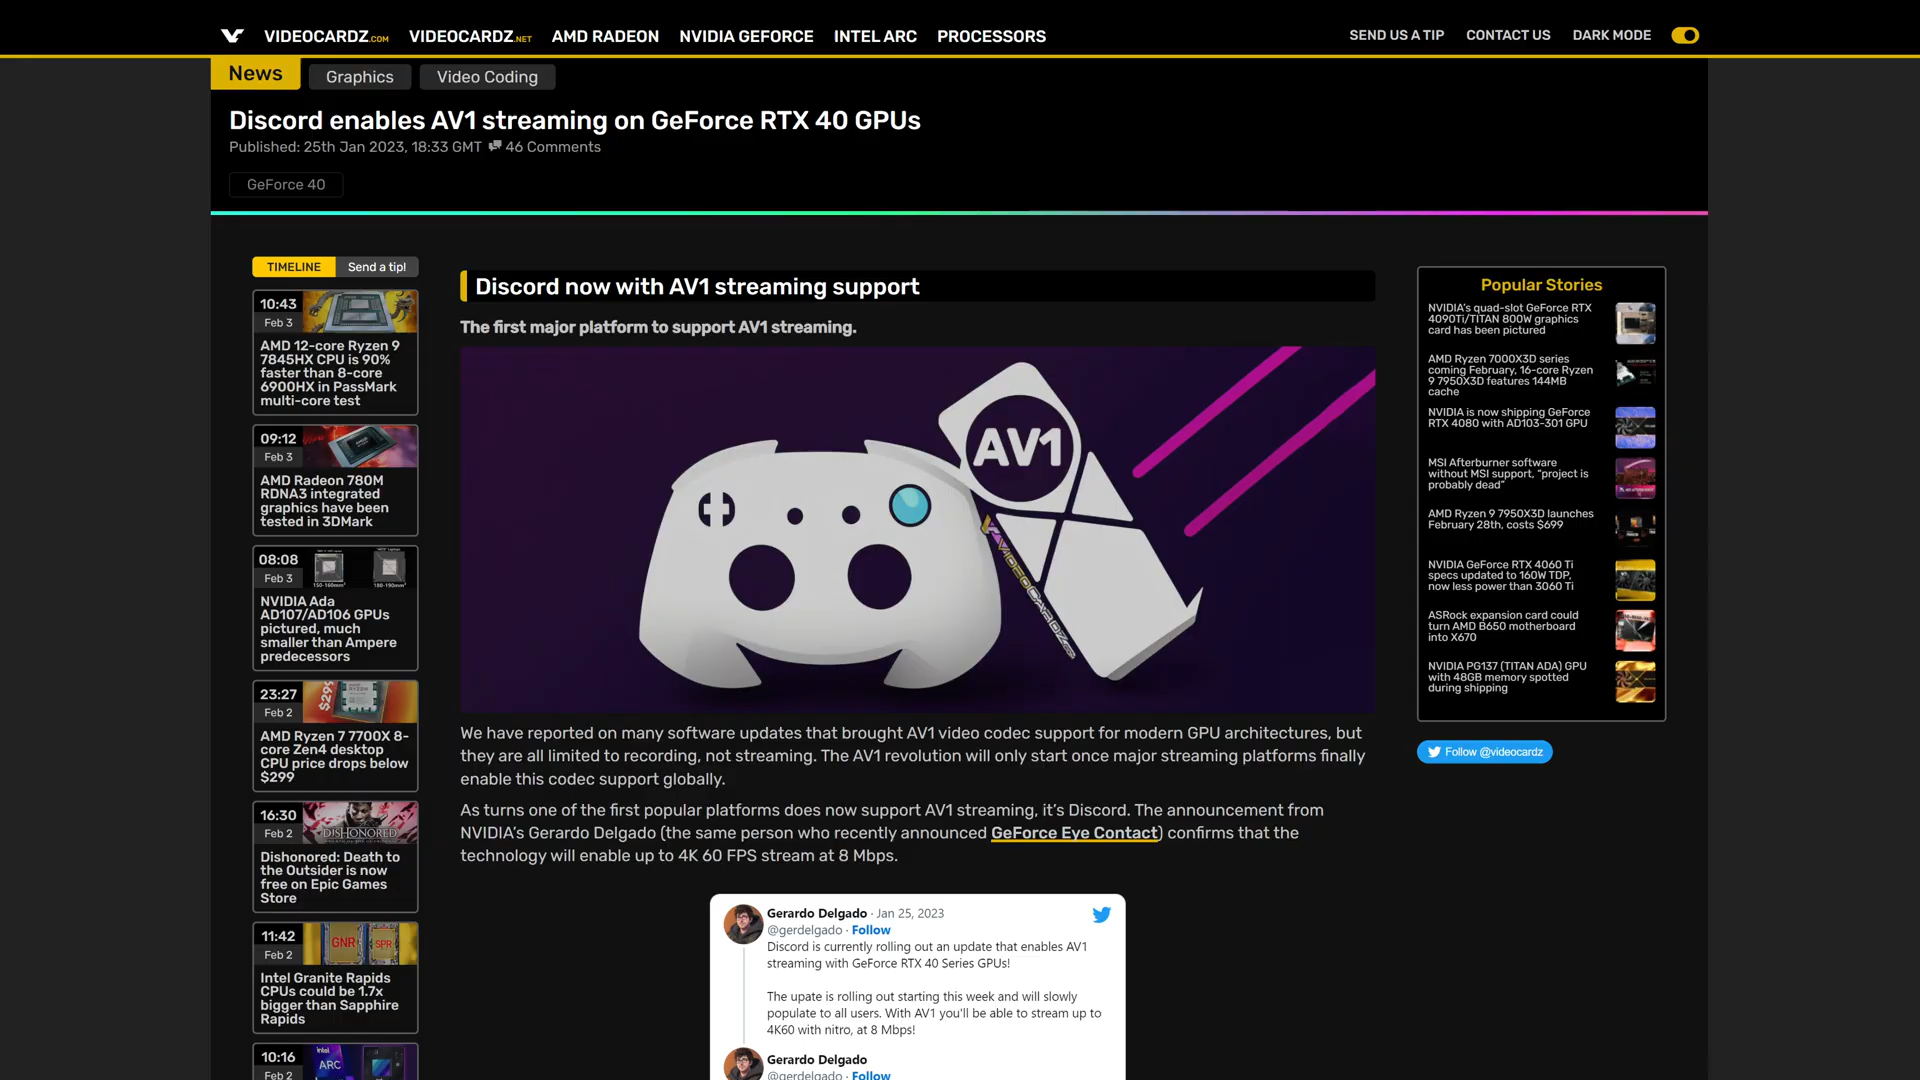 VIDEOCARDZ.COM VIDEOCARDZ.NET AMD RADEON NVIDIA GEFORCE INTEL ARC PROCESSORS SEND US A TIP CONTACT US DARK MODE
News Graphics Video Coding
Discord enables AV1 streaming on GeForce RTX 40 GPUs
Published: 25th Jan 2023, 18:33 GMT 46 Comments
GeForce 40
TIMELINE Send a tip!
10:43
Feb 3
AMD 12-core Ryzen 9
7845HX CPU is 90%
faster than 8-core
6900HX in PassMark
multi-core test
09:12
Feb 3
AMD Radeon 780M
RDNA3 integrated
graphics have been
tested in 3DMark
08:08
Feb 3
150-160mm² 180-190mm²
NVIDIA Ada
AD107/AD106 GPUs
pictured, much
smaller than Ampere
predecessors
23:27
Feb 2
$299
RYZEN
AMD Ryzen 7 7700X 8-
core Zen4 desktop
CPU price drops below
$299
16:30
Feb 2
DISHONORED
Dishonored: Death to
the Outsider is now
free on Epic Games
Store
11:42
Feb 2
GNR SPR
Intel Granite Rapids
CPUs could be 1.7x
bigger than Sapphire
Rapids
10:16
Feb 2
intel
ARC
Discord now with AV1 streaming support
The first major platform to support AV1 streaming.
AV1
VIDEOCARDZ.COM
We have reported on many software updates that brought AV1 video codec support for modern GPU architectures, but
they are all limited to recording, not streaming. The AV1 revolution will only start once major streaming platforms finally
enable this codec support globally.
As turns one of the first popular platforms does now support AV1 streaming, it’s Discord. The announcement from
NVIDIA’s Gerardo Delgado (the same person who recently announced GeForce Eye Contact) confirms that the
technology will enable up to 4K 60 FPS stream at 8 Mbps.
Gerardo Delgado · Jan 25, 2023
@gerdelgado · Follow
Discord is currently rolling out an update that enables AV1
streaming with GeForce RTX 40 Series GPUs!
The upate is rolling out starting this week and will slowly
populate to all users. With AV1 you'll be able to stream up to
4K60 with nitro, at 8 Mbps!
Gerardo Delgado
@gerdelgado · Follow
Popular Stories
NVIDIA’s quad-slot GeForce RTX
4090Ti/TITAN 800W graphics
card has been pictured
AMD Ryzen 7000X3D series
coming February, 16-core Ryzen
9 7950X3D features 144MB
cache
NVIDIA is now shipping GeForce
RTX 4080 with AD103-301 GPU
MSI Afterburner software
without MSI support, “project is
probably dead”
AMD Ryzen 9 7950X3D launches
February 28th, costs $699
NVIDIA GeForce RTX 4060 Ti
specs updated to 160W TDP,
now less power than 3060 Ti
ASRock expansion card could
turn AMD B650 motherboard
into X670
NVIDIA PG137 (TITAN ADA) GPU
with 48GB memory spotted
during shipping
Follow @videocardz